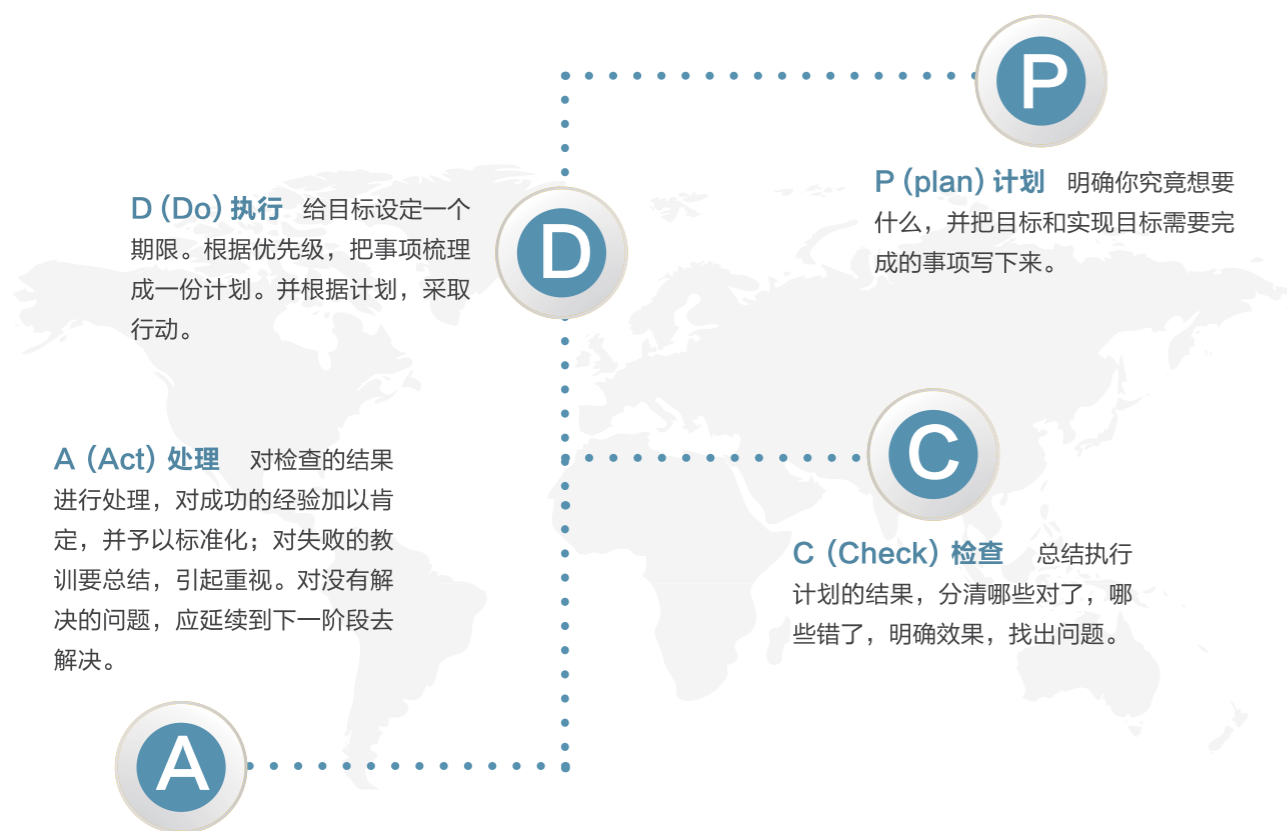 P
P（plan）计划 明确你究竟想要
什么，并把目标和实现目标需要完
成的事项写下来。
D
D（Do）执行 给目标设定一个
期限。根据优先级，把事项梳理
成一份计划。并根据计划，采取
行动。
C
C（Check）检查 总结执行
计划的结果，分清哪些对了，哪
些错了，明确效果，找出问题。
A（Act）处理 对检查的结果
进行处理，对成功的经验加以肯
定，并予以标准化；对失败的教
训要总结，引起重视。对没有解
决的问题，应延续到下一阶段去
解决。
A